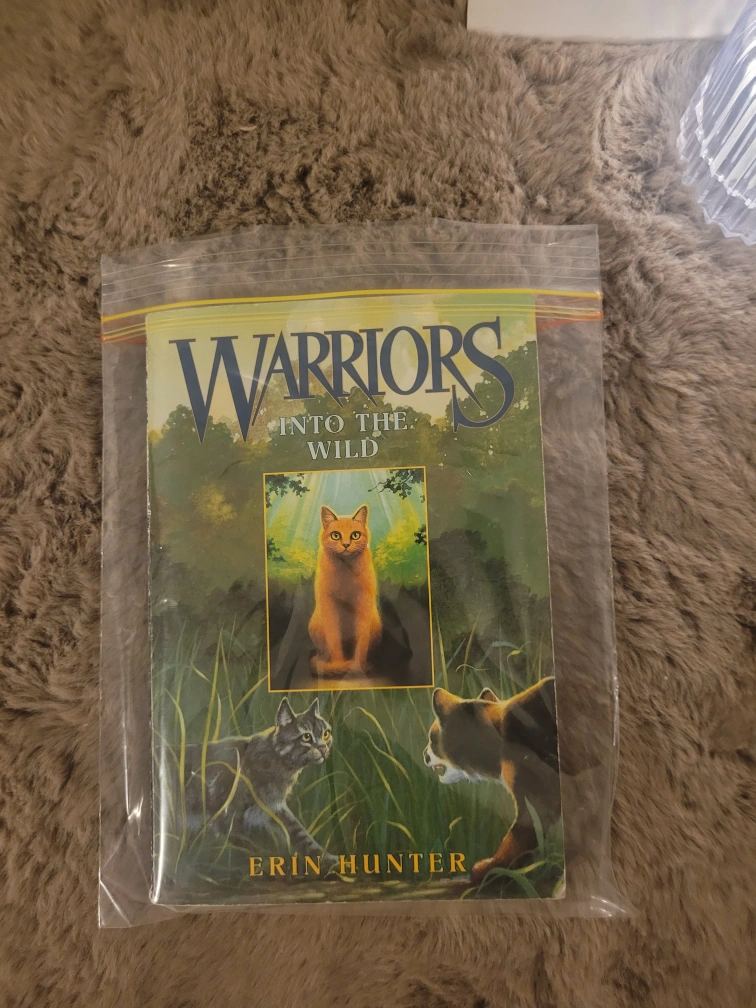 WARRIORS
INTO THE
WILD
ERIN HUNTER